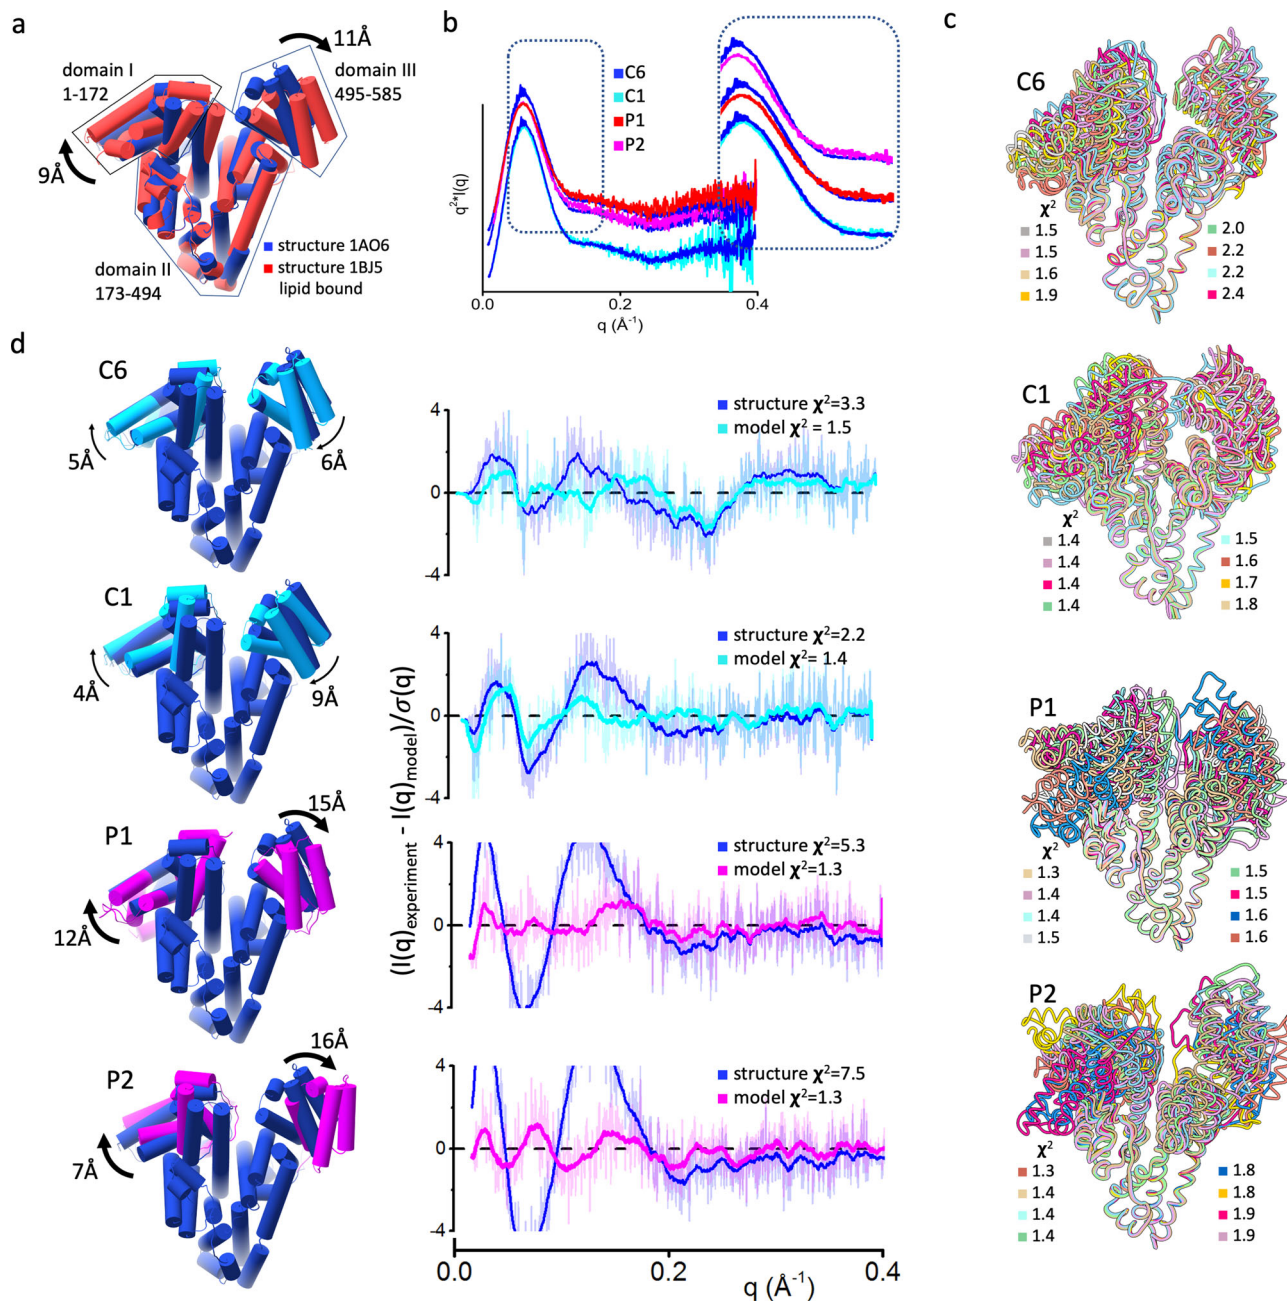 a
9Å
11Å
domain I
1-172
domain III
495-585
9Å
domain II
173-494
structure 1AO6
structure 1BJ5
lipid bound
b
C6
C1
P1
P2
q²*I(q)
0.0
0.2
0.4
q (Å⁻¹)
c
C6
χ²
1.5
1.5
1.6
1.9
2.0
2.2
2.2
2.4
C1
χ²
1.4
1.4
1.4
1.4
1.5
1.6
1.7
1.8
P1
χ²
1.3
1.4
1.4
1.5
1.5
1.5
1.6
1.6
P2
χ²
1.3
1.4
1.4
1.4
1.8
1.8
1.9
1.9
d
C6
5Å
6Å
C1
4Å
9Å
P1
12Å
15Å
P2
7Å
16Å
(I(q)experiment - I(q)model)/σ(q)
4
0
-4
structure χ²=3.3
model χ² = 1.5
4
0
-4
structure χ²=2.2
model χ²= 1.4
4
0
-4
structure χ²=5.3
model χ²=1.3
4
0
-4
structure χ²=7.5
model χ²=1.3
0.0
0.2
0.4
q (Å⁻¹)